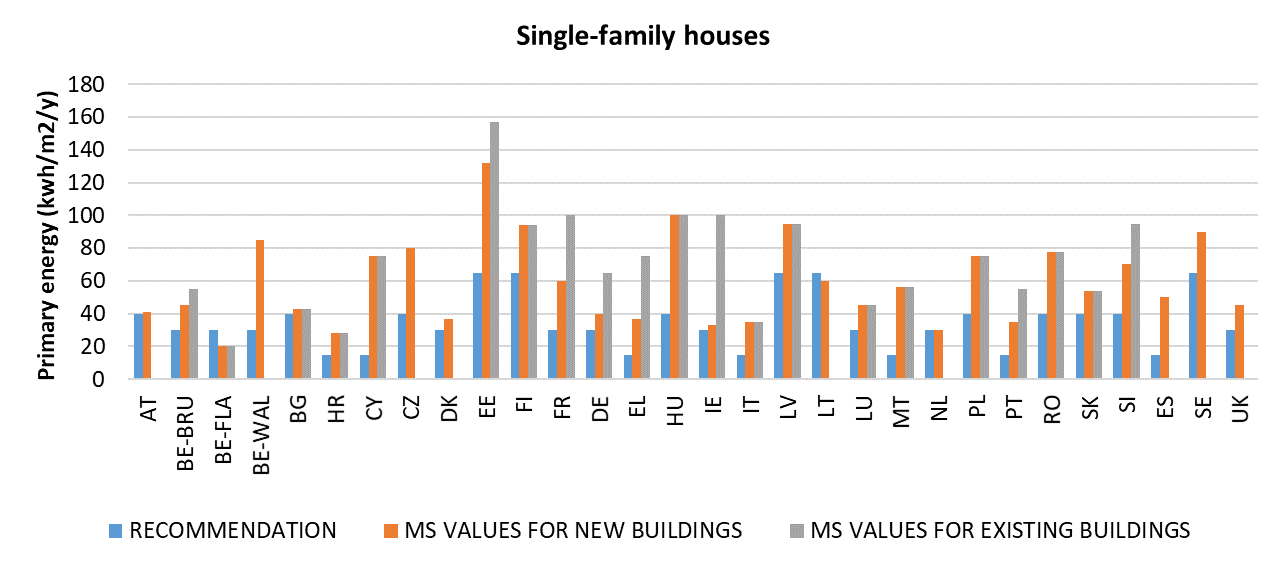 Single-family houses
Primary energy (kwh/m2/y)
180
160
140
120
100
80
60
40
20
0
AT
BE-BRU
BE-FLA
BE-WAL
BG
HR
CY
CZ
DK
EE
FI
FR
DE
EL
HU
IE
IT
LV
LT
LU
MT
NL
PL
PT
RO
SK
SI
ES
SE
UK
RECOMMENDATION MS VALUES FOR NEW BUILDINGS MS VALUES FOR EXISTING BUILDINGS